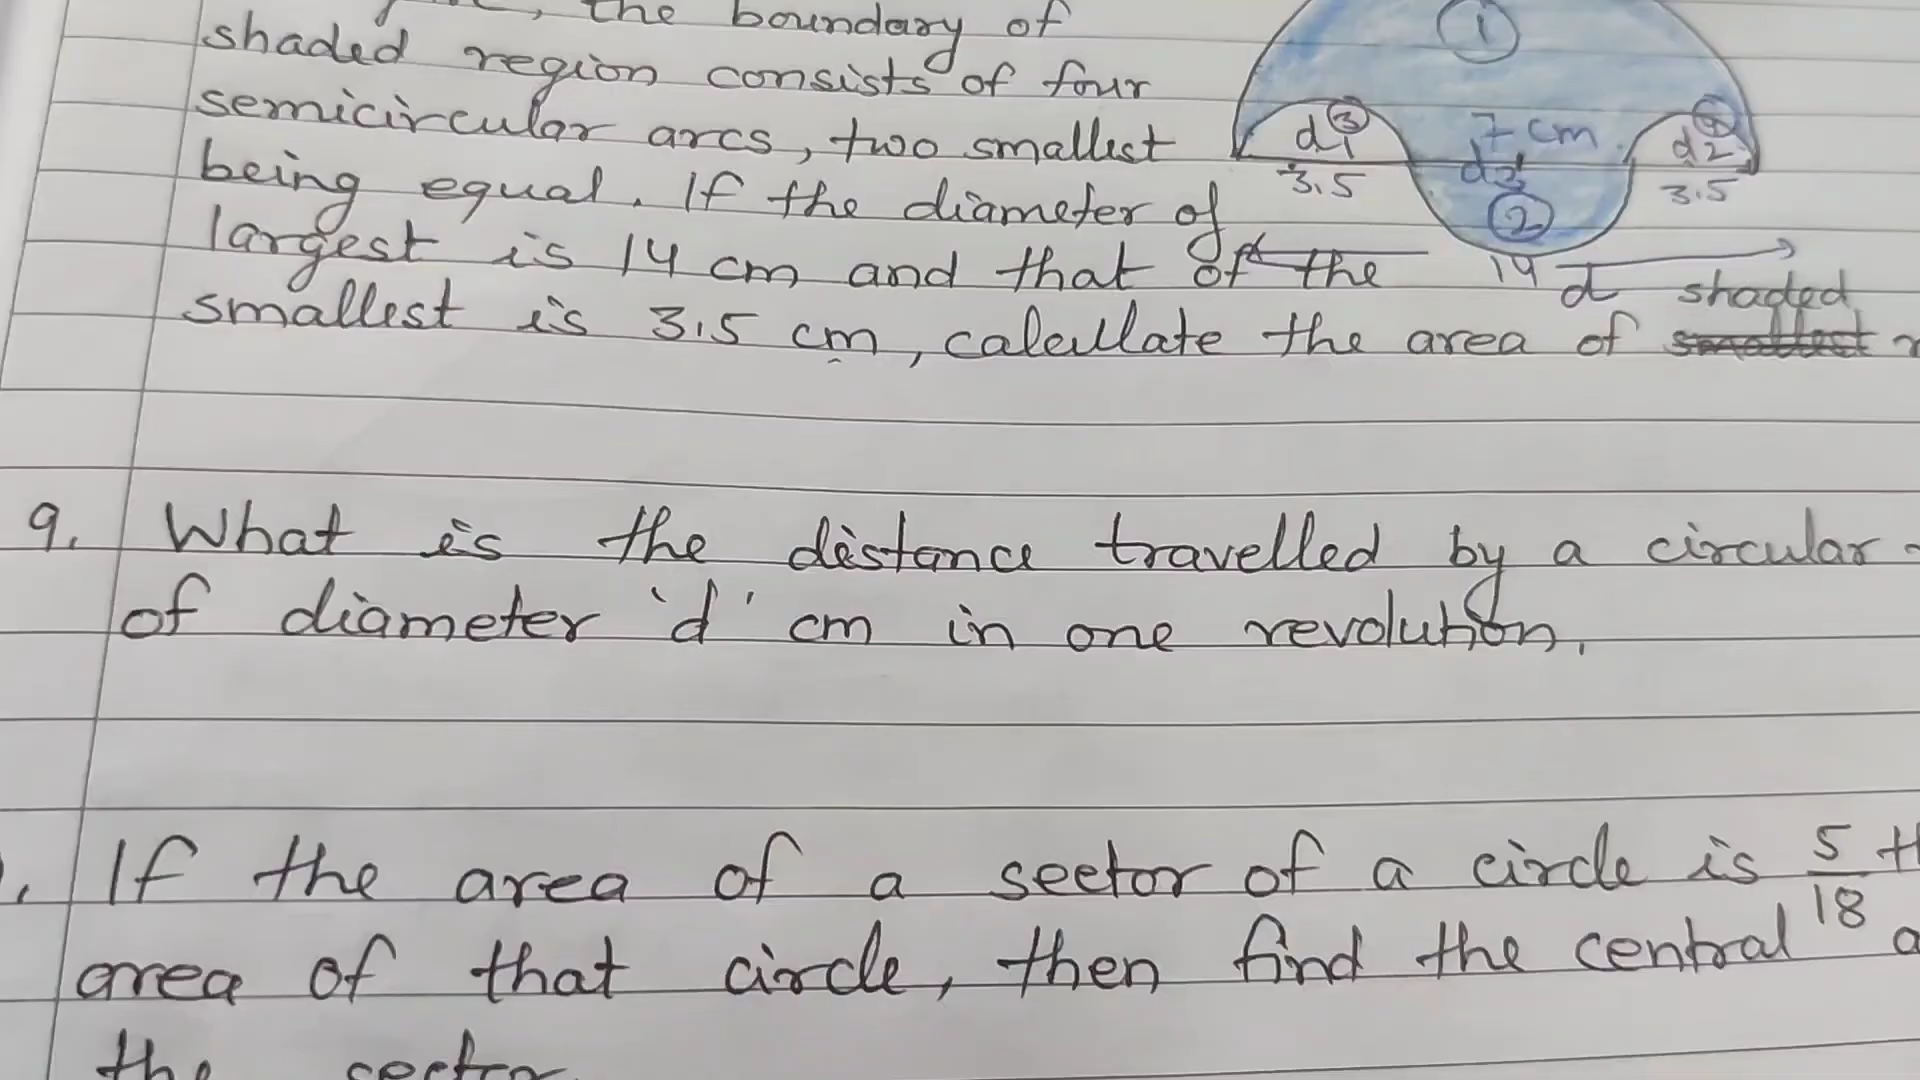 the boundary of
shaded region consists of four
semicircular arcs, two smallest
being equal. If the diameter of
largest is 14 cm and that of the
smallest is 3.5 cm, calculate the area of shaded
1
7 cm
d1 3
d2 4
d3
3.5
3.5
2
14
d
9. What is the distance travelled by a circular
of diameter 'd' cm in one revolution.
If the area of a sector of a circle is 5/18
area of that circle, then find the central
the sector